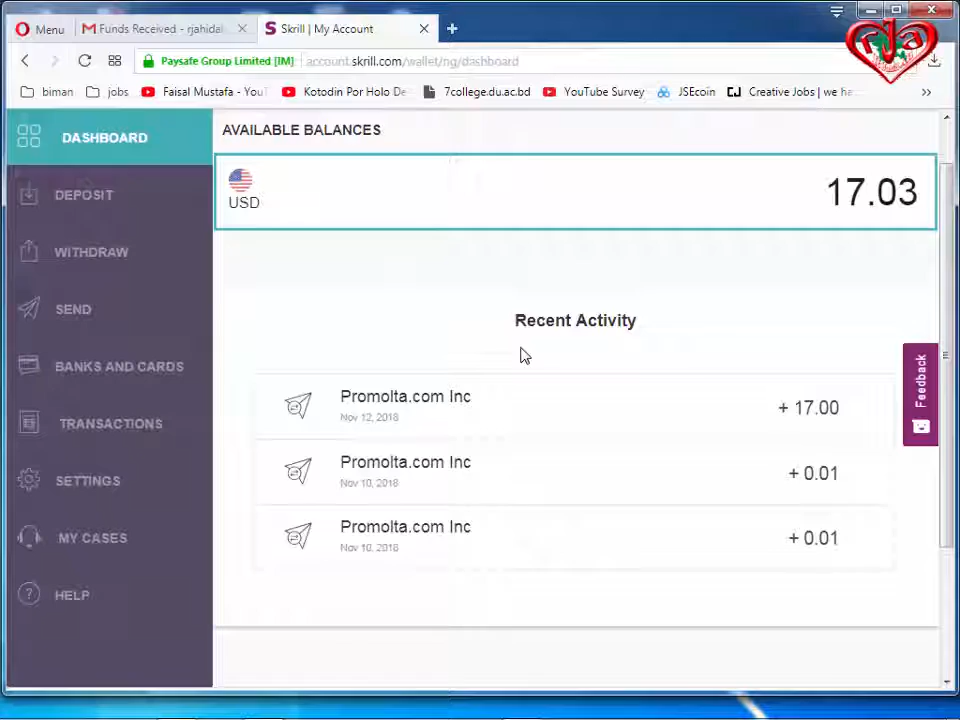 Menu
Funds Received - rjahidal
Skrill | My Account
Paysafe Group Limited [IM]
account.skrill.com/wallet/ng/dashboard
biman
jobs
Faisal Mustafa - YouT
Kotodin Por Holo De
7college.du.ac.bd
YouTube Survey
JSEcoin
Creative Jobs | we ha
rja
DASHBOARD
DEPOSIT
WITHDRAW
SEND
BANKS AND CARDS
TRANSACTIONS
SETTINGS
MY CASES
HELP
AVAILABLE BALANCES
USD
17.03
Recent Activity
Promolta.com Inc
+ 17.00
Nov 12, 2018
Promolta.com Inc
+ 0.01
Nov 10, 2018
Promolta.com Inc
+ 0.01
Nov 10, 2018
Feedback